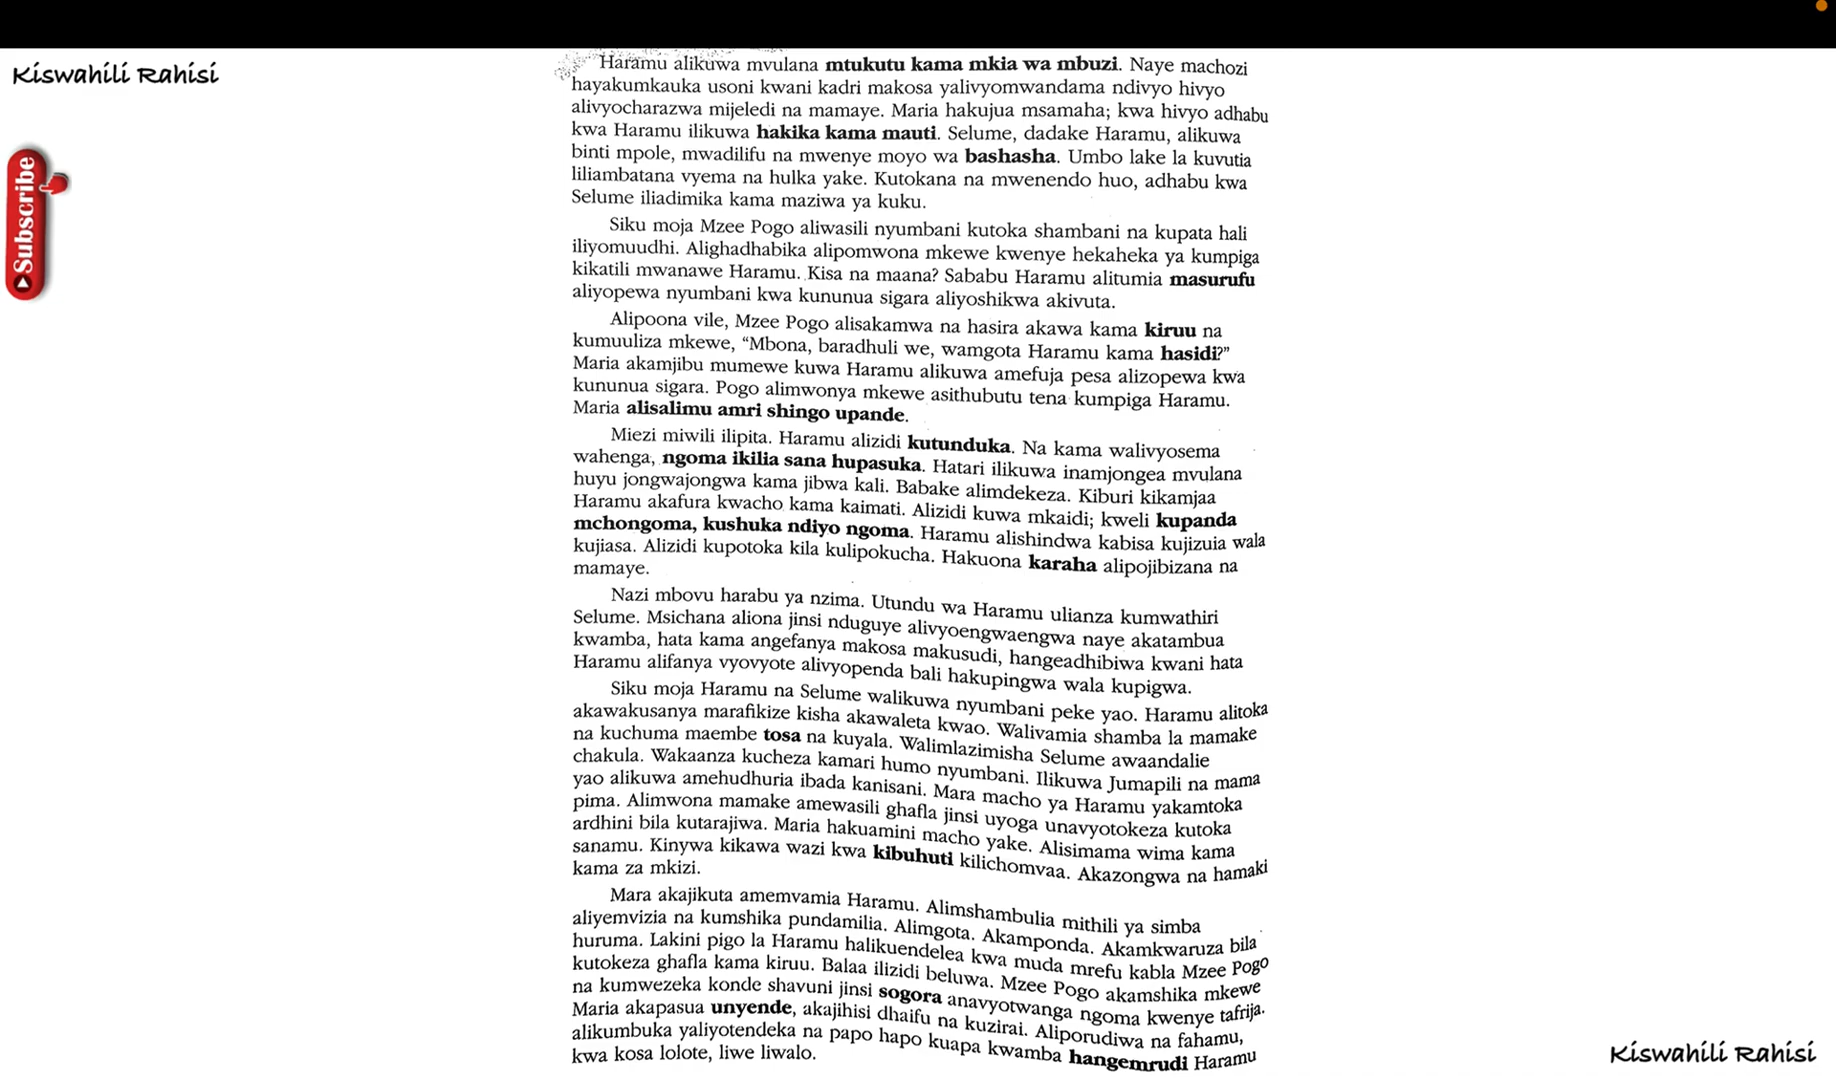 Kiswahili Rahisi
Subscribe
Haramu alikuwa mvulana mtukutu kama mkia wa mbuzi. Naye machozi
hayakumkauka usoni kwani kadri makosa yalivyomwandama ndivyo hivyo
alivyocharazwa mijeledi na mamaye. Maria hakujua msamaha; kwa hivyo adhabu
kwa Haramu ilikuwa hakika kama mauti. Selume, dadake Haramu, alikuwa
binti mpole, mwadilifu na mwenye moyo wa bashasha. Umbo lake la kuvutia
liliambatana vyema na hulka yake. Kutokana na mwenendo huo, adhabu kwa
Selume iliadimika kama maziwa ya kuku.
Siku moja Mzee Pogo aliwasili nyumbani kutoka shambani na kupata hali
iliyomuudhi. Alighadhabika alipomwona mkewe kwenye hekaheka ya kumpiga
kikatili mwanawe Haramu. Kisa na maana? Sababu Haramu alitumia masurufu
aliyopewa nyumbani kwa kununua sigara aliyoshikwa akivuta.
Alipoona vile, Mzee Pogo alisakamwa na hasira akawa kama kiruu na
kumuuliza mkewe, “Mbona, baradhuli we, wamgota Haramu kama hasidi?”
Maria akamjibu mumewe kuwa Haramu alikuwa amefuja pesa alizopewa kwa
kununua sigara. Pogo alimwonya mkewe asithubutu tena kumpiga Haramu.
Maria alisalimu amri shingo upande.
Miezi miwili ilipita. Haramu alizidi kutunduka. Na kama walivyosema
wahenga, ngoma ikilia sana hupasuka. Hatari ilikuwa inamjongea mvulana
huyu jongwajongwa kama jibwa kali. Babake alimdekeza. Kiburi kikamjaa
Haramu akafura kwacho kama kaimati. Alizidi kuwa mkaidi; kweli kupanda
mchongoma, kushuka ndiyo ngoma. Haramu alishindwa kabisa kujizuia wala
kujiasa. Alizidi kupotoka kila kulipokucha. Hakuona karaha alipojibizana na
mamaye.
Nazi mbovu harabu ya nzima. Utundu wa Haramu ulianza kumwathiri
Selume. Msichana aliona jinsi nduguye alivyoengwaengwa naye akatambua
kwamba, hata kama angefanya makosa makusudi, hangeadhibiwa kwani hata
Haramu alifanya vyovyote alivyopenda bali hakupingwa wala kupigwa.
Siku moja Haramu na Selume walikuwa nyumbani peke yao. Haramu alitoka
akawakusanya marafikize kisha akawaleta kwao. Walivamia shamba la mamake
na kuchuma maembe tosa na kuyala. Walimlazimisha Selume awaandalie
chakula. Wakaanza kucheza kamari humo nyumbani. Ilikuwa Jumapili na mama
yao alikuwa amehudhuria ibada kanisani. Mara macho ya Haramu yakamtoka
pima. Alimwona mamake amewasili ghafla jinsi uyoga unavyotokeza kutoka
ardhini bila kutarajiwa. Maria hakuamini macho yake. Alisimama wima kama
sanamu. Kinywa kikawa wazi kwa kibuhuti kilichomvaa. Akazongwa na hamaki
kama za mkizi.
Mara akajikuta amemvamia Haramu. Alimshambulia mithili ya simba
aliyemvizia na kumshika pundamilia. Alimgota. Akamponda. Akamkwaruza bila
huruma. Lakini pigo la Haramu halikuendelea kwa muda mrefu kabla Mzee Pogo
kutokeza ghafla kama kiruu. Balaa ilizidi beluwa. Mzee Pogo akamshika mkewe
na kumwezeka konde shavuni jinsi sogora anavyotwanga ngoma kwenye tafrija.
Maria akapasua unyende, akajihisi dhaifu na kuzirai. Aliporudiwa na fahamu,
alikumbuka yaliyotendeka na papo hapo kuapa kwamba hangemrudi Haramu
kwa kosa lolote, liwe liwalo.
Kiswahili Rahisi